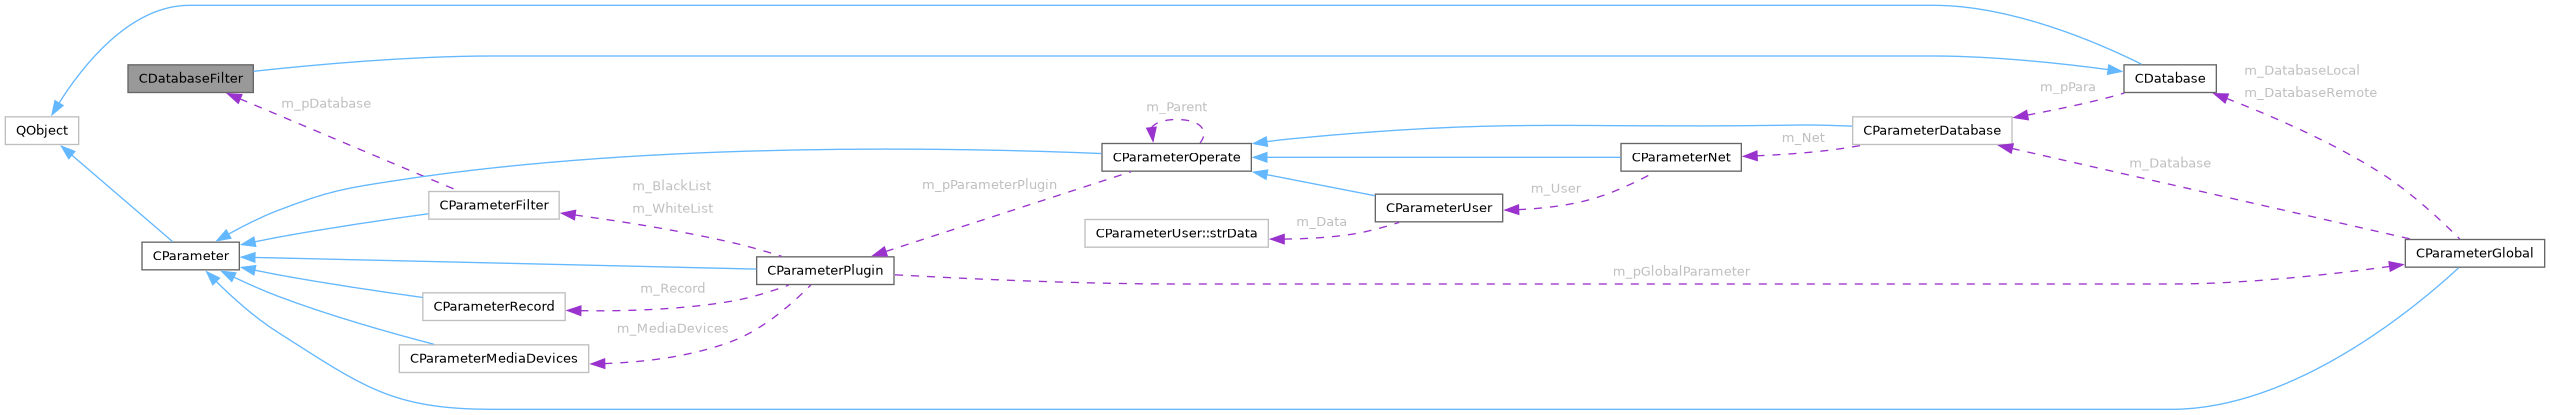 CDatabaseFilter
CDatabase
m_DatabaseLocal
m_DatabaseRemote
m_pPara
m_pDatabase
m_Parent
QObject
CParameterDatabase
m_Net
CParameterOperate
CParameterNet
m_Database
m_BlackList
m_WhiteList
m_pParameterPlugin
m_User
CParameterFilter
CParameterUser
m_Data
CParameterUser::strData
CParameter
CParameterPlugin
m_pGlobalParameter
CParameterGlobal
m_Record
CParameterRecord
m_MediaDevices
CParameterMediaDevices